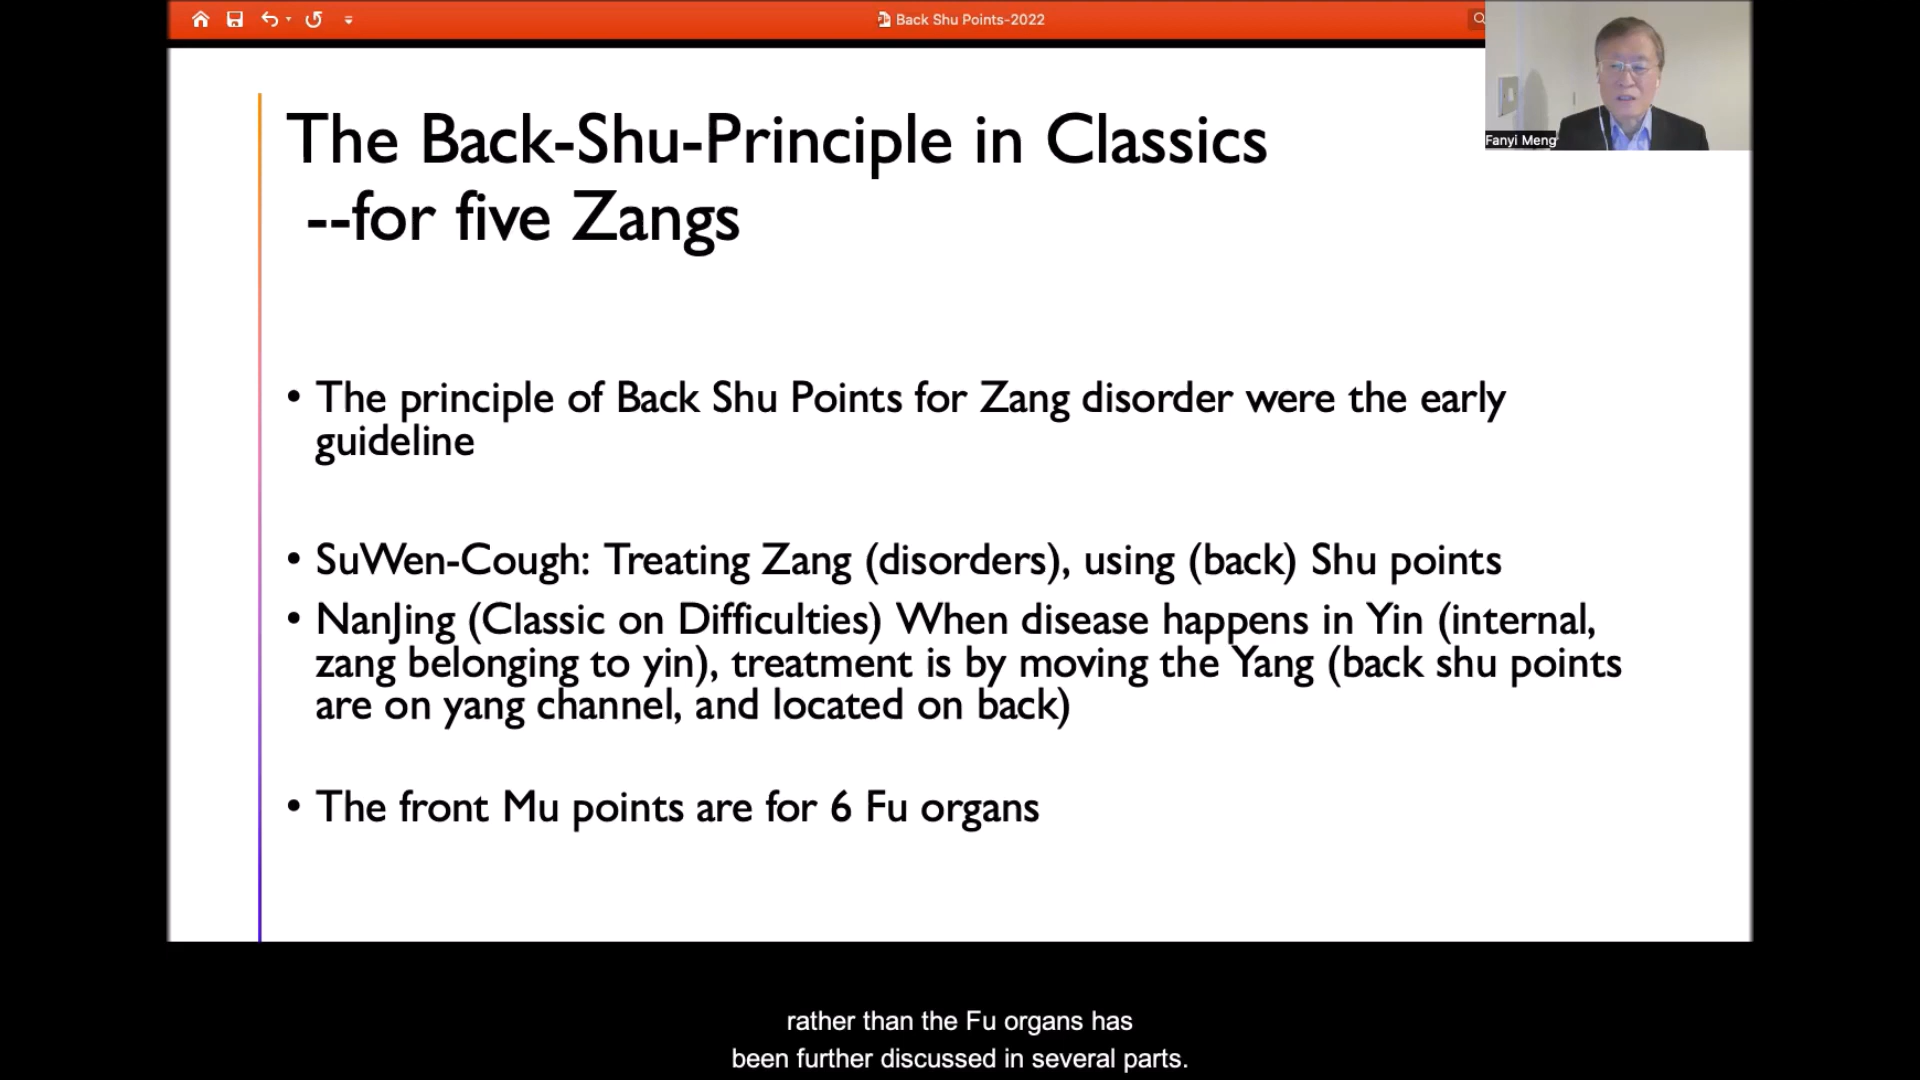 Back Shu Points-2022
Fanyi Meng
The Back-Shu-Principle in Classics
--for five Zangs
• The principle of Back Shu Points for Zang disorder were the early
guideline
• SuWen-Cough: Treating Zang (disorders), using (back) Shu points
• NanJing (Classic on Difficulties) When disease happens in Yin (internal,
zang belonging to yin), treatment is by moving the Yang (back shu points
are on yang channel, and located on back)
• The front Mu points are for 6 Fu organs
rather than the Fu organs has
been further discussed in several parts.